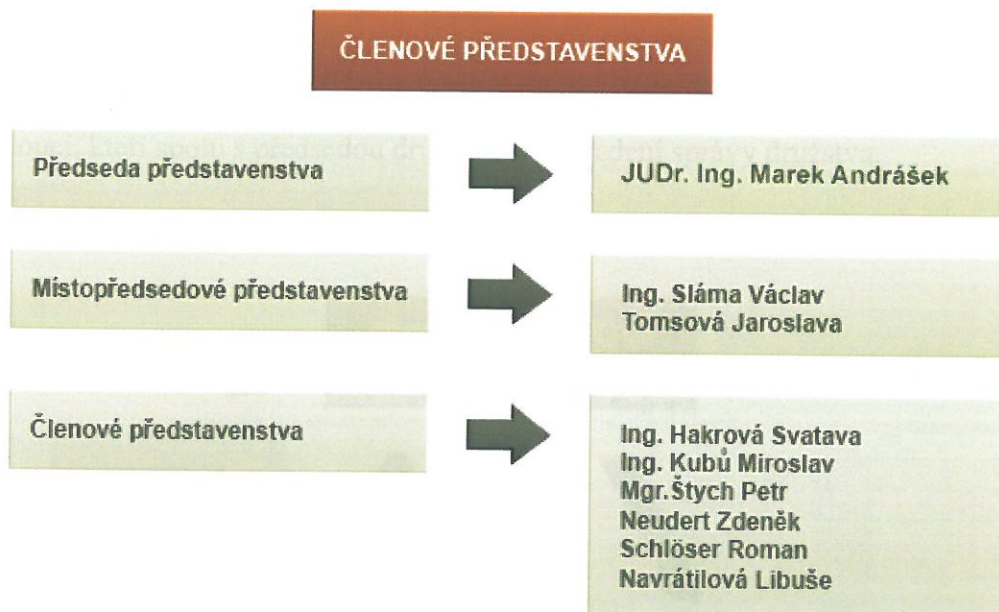 ČLENOVÉ PŘEDSTAVENSTVA
Předseda představenstva
JUDr. Ing. Marek Andrášek
Místopředsedové představenstva
Ing. Sláma Václav
Tomsová Jaroslava
Členové představenstva
Ing. Hakrová Svatava
Ing. Kubů Miroslav
Mgr.Štych Petr
Neudert Zdeněk
Schlöser Roman
Navrátilová Libuše